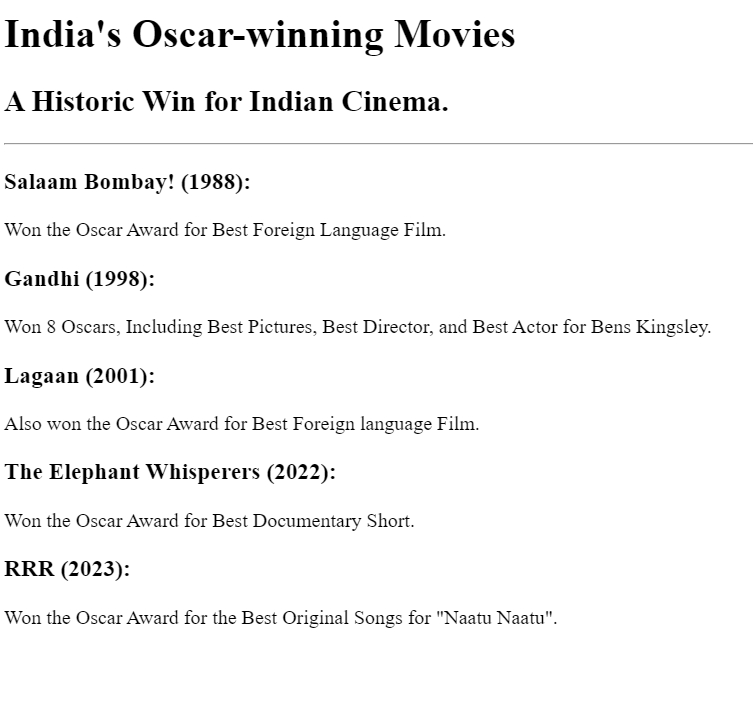 India's Oscar-winning Movies
A Historic Win for Indian Cinema.
Salaam Bombay! (1988):
Won the Oscar Award for Best Foreign Language Film.
Gandhi (1998):
Won 8 Oscars, Including Best Pictures, Best Director, and Best Actor for Bens Kingsley.
Lagaan (2001):
Also won the Oscar Award for Best Foreign language Film.
The Elephant Whisperers (2022):
Won the Oscar Award for Best Documentary Short.
RRR (2023):
Won the Oscar Award for the Best Original Songs for "Naatu Naatu".